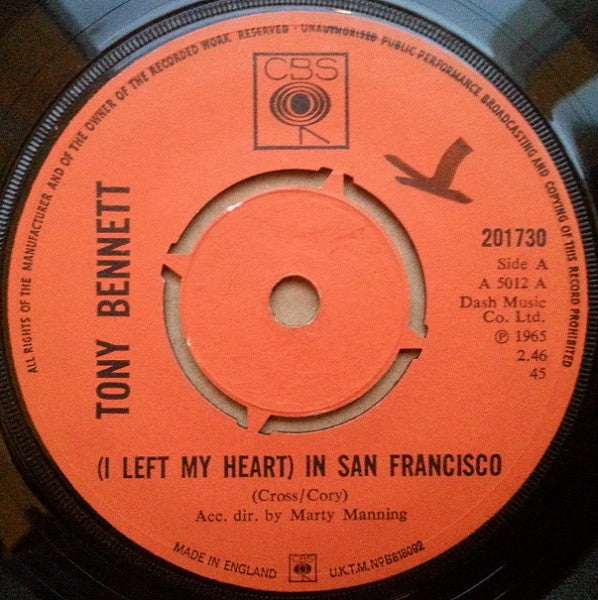 ALL RIGHTS OF THE MANUFACTURER AND OF THE OWNER OF THE RECORDED WORK RESERVED · UNAUTHORISED PUBLIC PERFORMANCE BROADCASTING AND COPYING OF THIS RECORD PROHIBITED
CBS
TONY BENNETT
201730
Side A
A 5012 A
Dash Music
Co. Ltd.
℗ 1965
2.46
45
(I LEFT MY HEART) IN SAN FRANCISCO
(Cross/Cory)
Acc. dir. by Marty Manning
MADE IN ENGLAND
CBS
U.K.T.M. Nº B818092